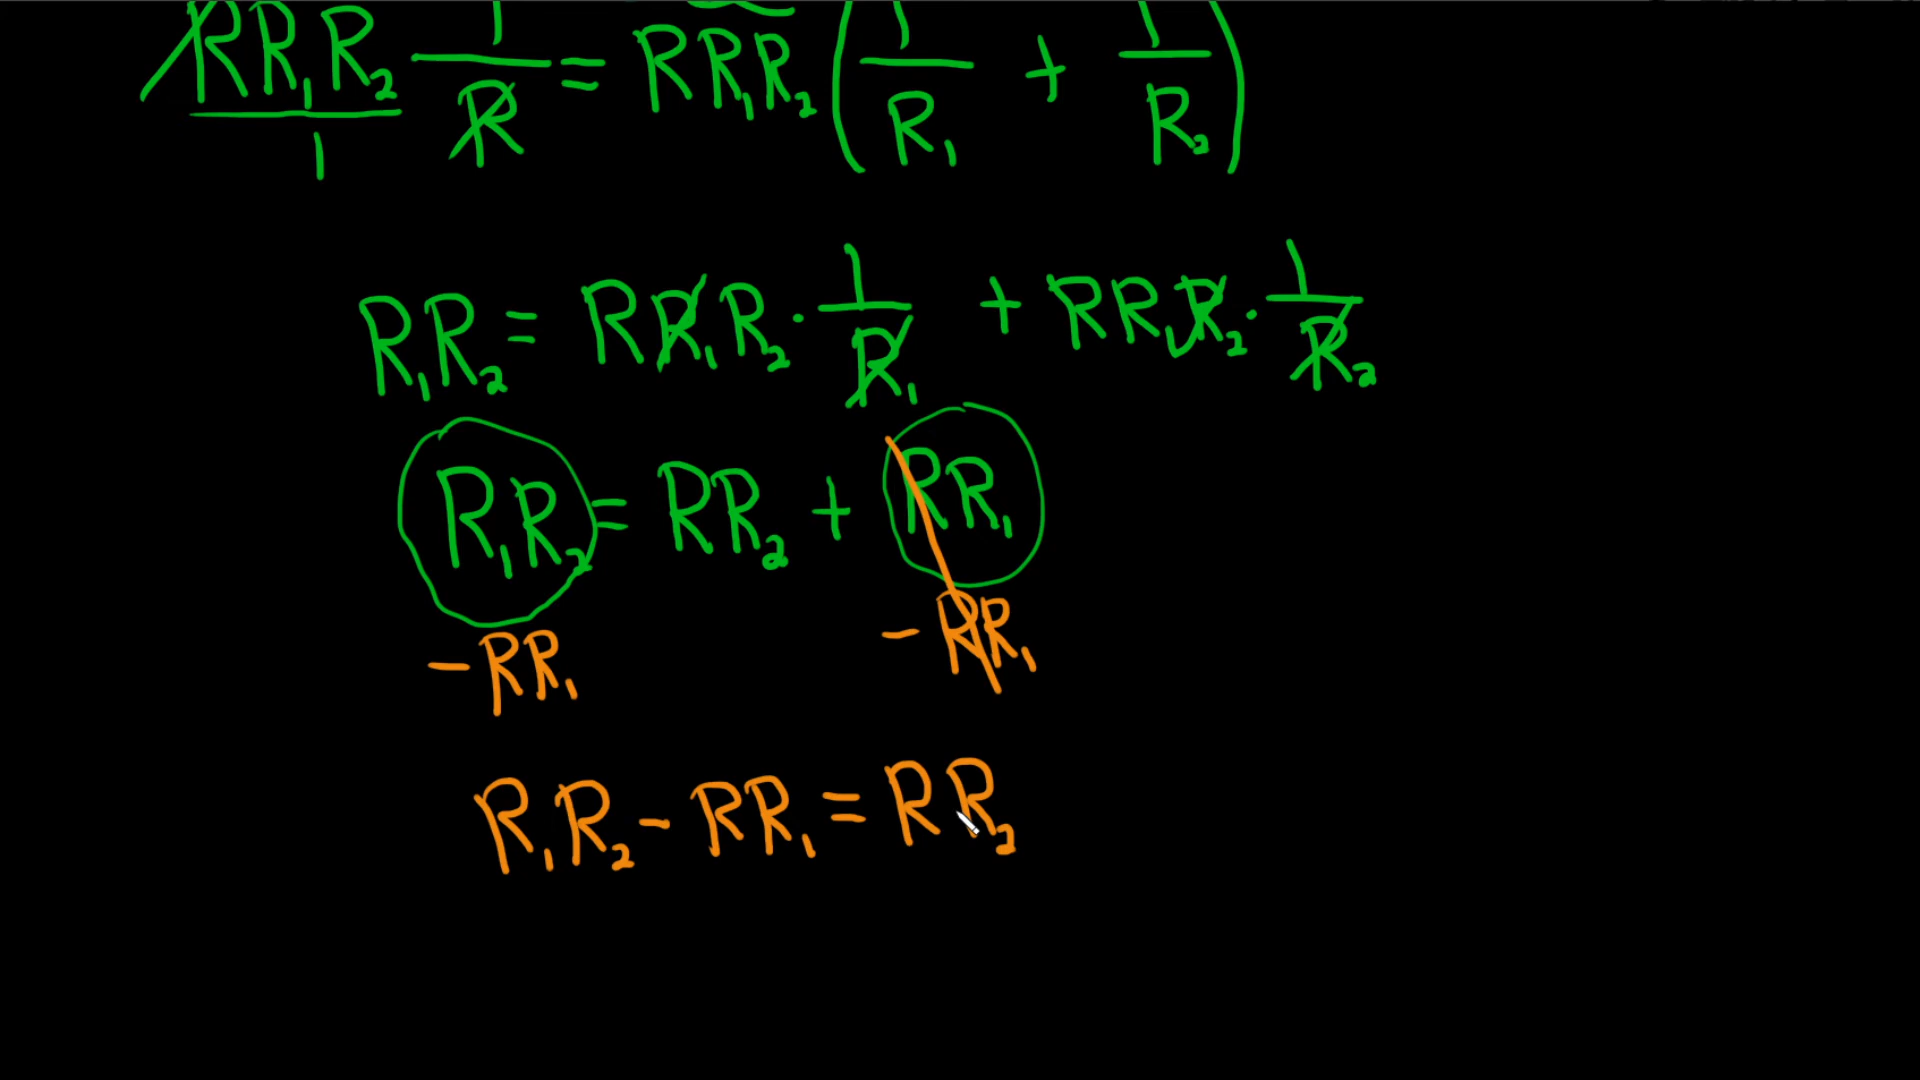 RR₁R₂/1 · 1/R = RR₁R₂ (1/R₁ + 1/R₂)
R₁R₂ = RR₁R₂ · 1/R₁ + RR₁R₂ · 1/R₂
R₁R₂ = RR₂ + RR₁
-RR₁ -RR₁
R₁R₂ - RR₁ = RR₂